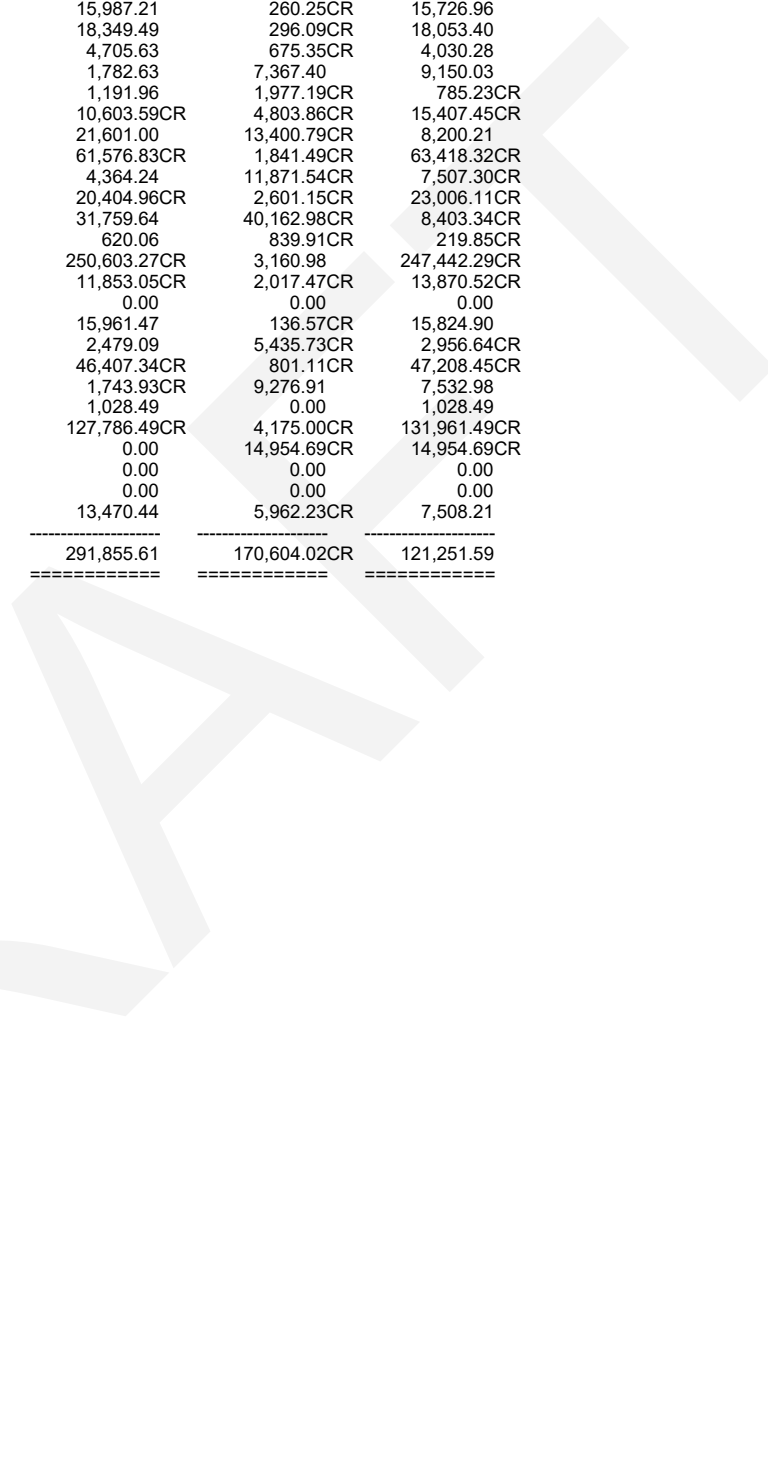 15,987.21 260.25CR 15,726.96
18,349.49 296.09CR 18,053.40
4,705.63 675.35CR 4,030.28
1,782.63 7,367.40 9,150.03
1,191.96 1,977.19CR 785.23CR
10,603.59CR 4,803.86CR 15,407.45CR
21,601.00 13,400.79CR 8,200.21
61,576.83CR 1,841.49CR 63,418.32CR
4,364.24 11,871.54CR 7,507.30CR
20,404.96CR 2,601.15CR 23,006.11CR
31,759.64 40,162.98CR 8,403.34CR
620.06 839.91CR 219.85CR
250,603.27CR 3,160.98 247,442.29CR
11,853.05CR 2,017.47CR 13,870.52CR
0.00 0.00 0.00
15,961.47 136.57CR 15,824.90
2,479.09 5,435.73CR 2,956.64CR
46,407.34CR 801.11CR 47,208.45CR
1,743.93CR 9,276.91 7,532.98
1,028.49 0.00 1,028.49
127,786.49CR 4,175.00CR 131,961.49CR
0.00 14,954.69CR 14,954.69CR
0.00 0.00 0.00
0.00 0.00 0.00
13,470.44 5,962.23CR 7,508.21
--------------------- --------------------- ---------------------
291,855.61 170,604.02CR 121,251.59
============ ============ ============